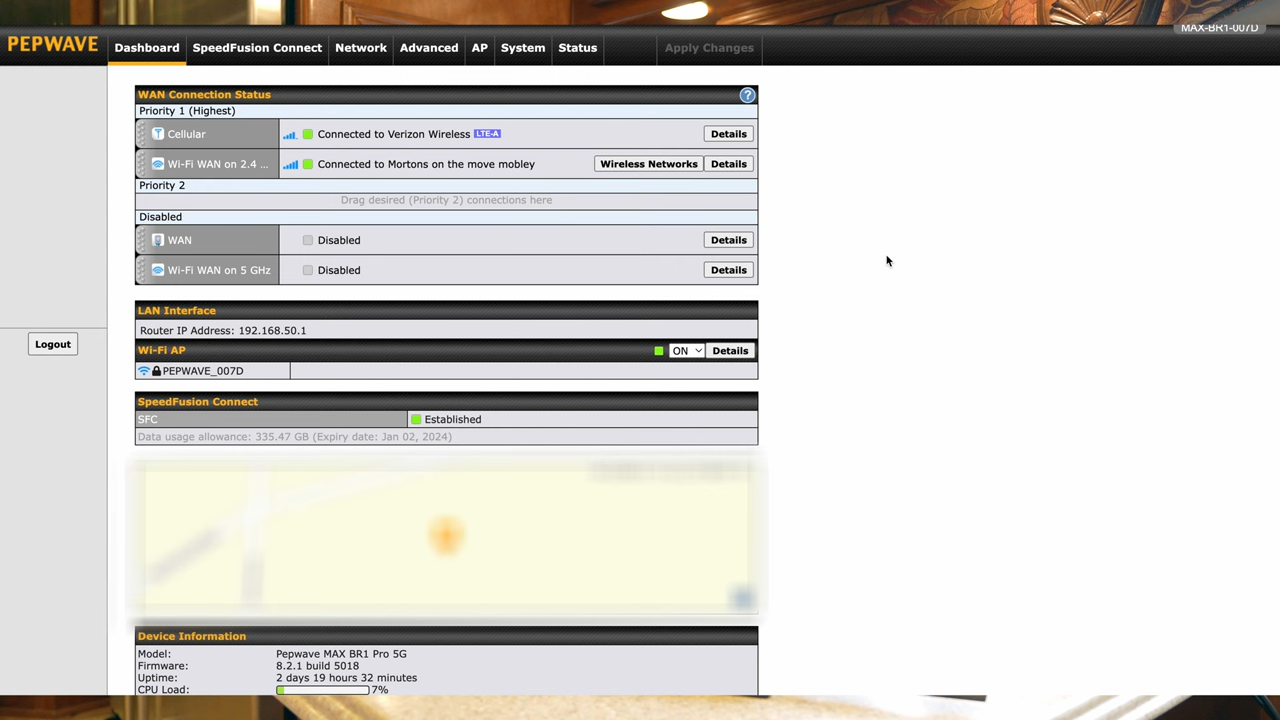 MAX-BR1-007D
PEPWAVE Dashboard SpeedFusion Connect Network Advanced AP System Status Apply Changes
WAN Connection Status ?
Priority 1 (Highest)
Cellular Connected to Verizon Wireless LTE-A Details
Wi-Fi WAN on 2.4 ... Connected to Mortons on the move mobley Wireless Networks Details
Priority 2
Drag desired (Priority 2) connections here
Disabled
WAN Disabled Details
Wi-Fi WAN on 5 GHz Disabled Details
LAN Interface
Router IP Address: 192.168.50.1
Logout
Wi-Fi AP ON Details
PEPWAVE_007D
SpeedFusion Connect
SFC Established
Data usage allowance: 335.47 GB (Expiry date: Jan 02, 2024)
Device Information
Model: Pepwave MAX BR1 Pro 5G
Firmware: 8.2.1 build 5018
Uptime: 2 days 19 hours 32 minutes
CPU Load: 7%